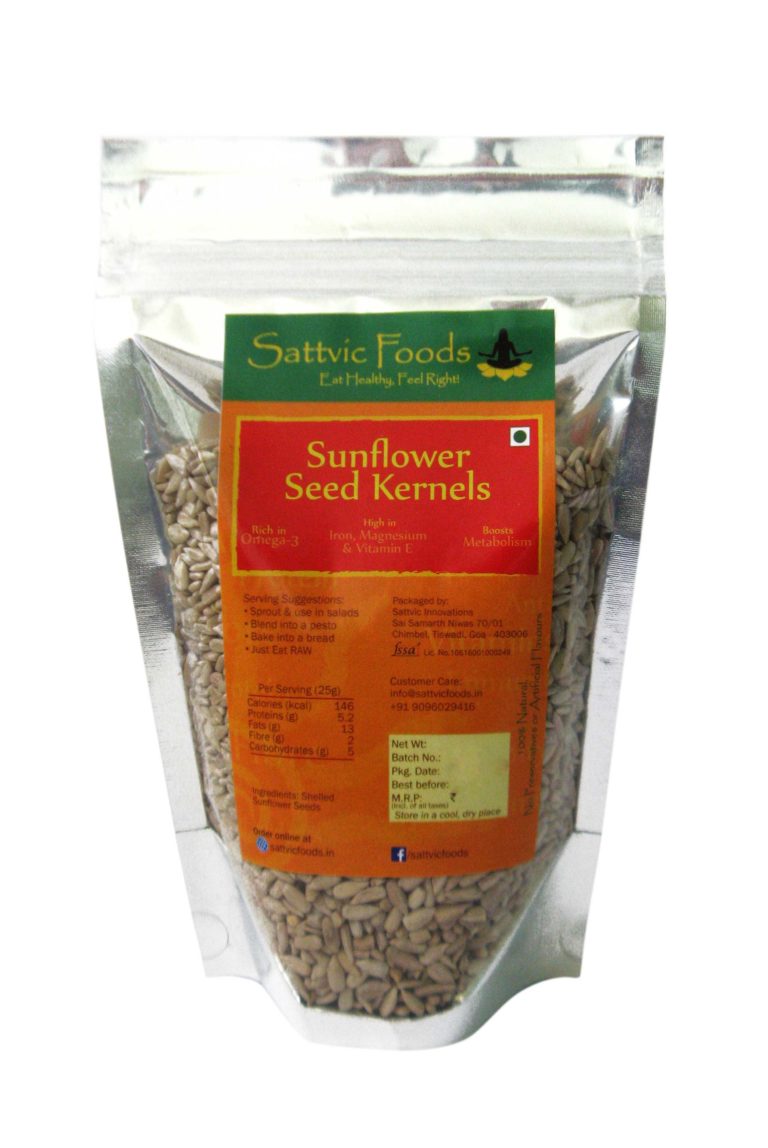 Sattvic Foods
Eat Healthy, Feel Right!
Sunflower
Seed Kernels
Rich in
Omega-3
High in
Iron, Magnesium
& Vitamin E
Boosts
Metabolism
Serving Suggestions:
• Sprout & use in salads
• Blend into a pesto
• Bake into a bread
• Just Eat RAW
Packaged by:
Sattvic Innovations
Sai Samarth Niwas 70/01
Chimbel, Tiswadi, Goa - 403006
fssai Lic. No.10616001000248
Customer Care:
info@sattvicfoods.in
+91 9096029416
Per Serving (25g)
Calories (kcal) 146
Proteins (g) 5.2
Fats (g) 13
Fibre (g) 2
Carbohydrates (g) 5
Net Wt:
Batch No.:
Pkg. Date:
Best before:
M.R.P: ₹
(Incl. of all taxes)
Store in a cool, dry place
100% Natural
No Preservatives or Artificial Flavours
Ingredients: Shelled
Sunflower Seeds
Order online at
sattvicfoods.in
/sattvicfoods